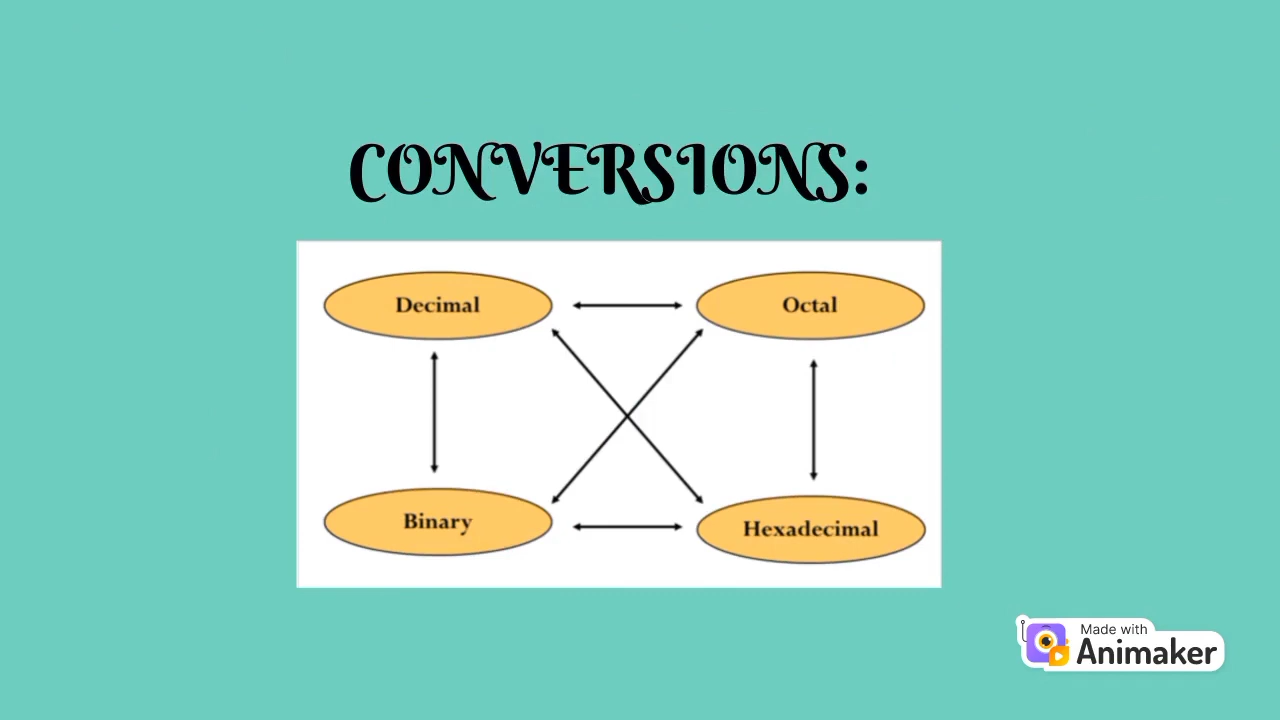 CONVERSIONS:
Decimal
Octal
Binary
Hexadecimal
Made with
Animaker